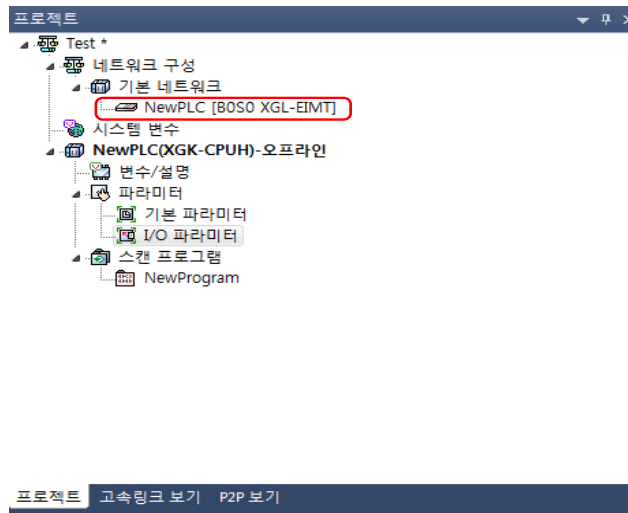 프로젝트
Test *
네트워크 구성
기본 네트워크
NewPLC [B0S0 XGL-EIMT]
시스템 변수
NewPLC(XGK-CPUH)-오프라인
변수/설명
파라미터
기본 파라미터
I/O 파라미터
스캔 프로그램
NewProgram
프로젝트 고속링크 보기 P2P 보기